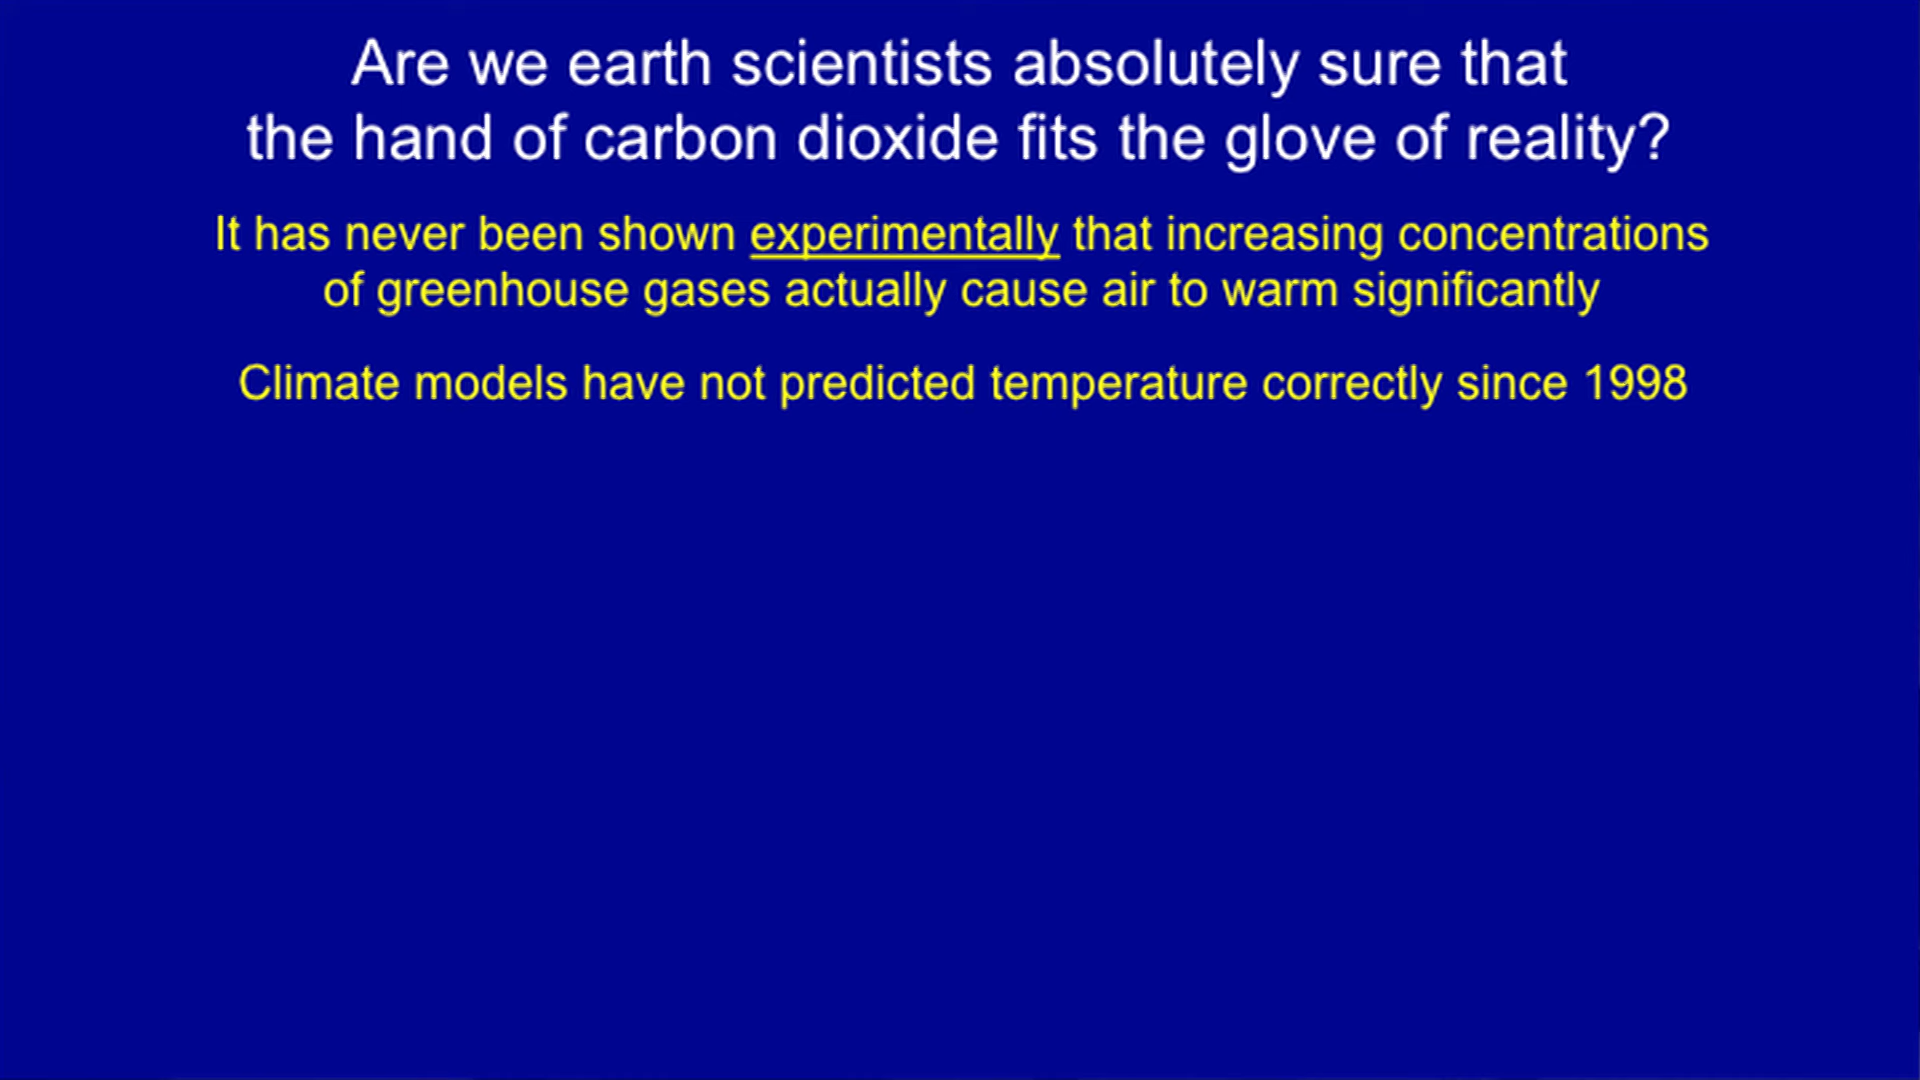 Are we earth scientists absolutely sure that
the hand of carbon dioxide fits the glove of reality?
It has never been shown experimentally that increasing concentrations
of greenhouse gases actually cause air to warm significantly
Climate models have not predicted temperature correctly since 1998